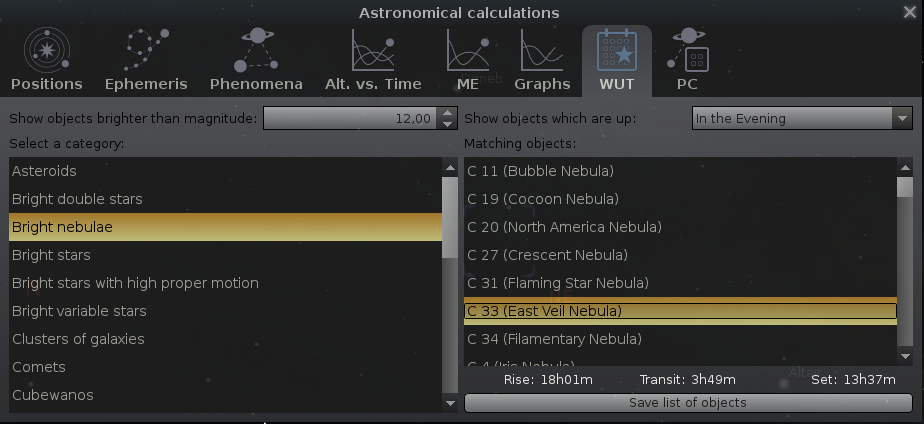 Astronomical calculations
Positions Ephemeris Phenomena Alt. vs. Time ME Graphs WUT PC
Show objects brighter than magnitude: 12,00 Show objects which are up: In the Evening
Select a category: Matching objects:
Asteroids
Bright double stars
Bright nebulae
Bright stars
Bright stars with high proper motion
Bright variable stars
Clusters of galaxies
Comets
Cubewanos
C 11 (Bubble Nebula)
C 19 (Cocoon Nebula)
C 20 (North America Nebula)
C 27 (Crescent Nebula)
C 31 (Flaming Star Nebula)
C 33 (East Veil Nebula)
C 34 (Filamentary Nebula)
C 4 (Iris Nebula)
Altair
Rise: 18h01m Transit: 3h49m Set: 13h37m
Save list of objects